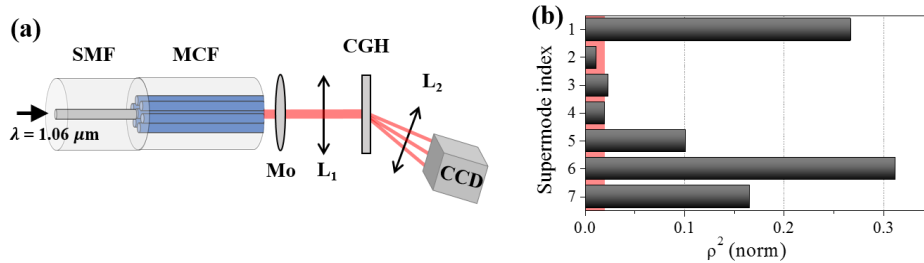 (a)
SMF
MCF
CGH
L₂
λ = 1.06 μm
Mo
L₁
CCD
(b)
Supermode index
1
2
3
4
5
6
7
0.0
0.1
0.2
0.3
ρ² (norm)